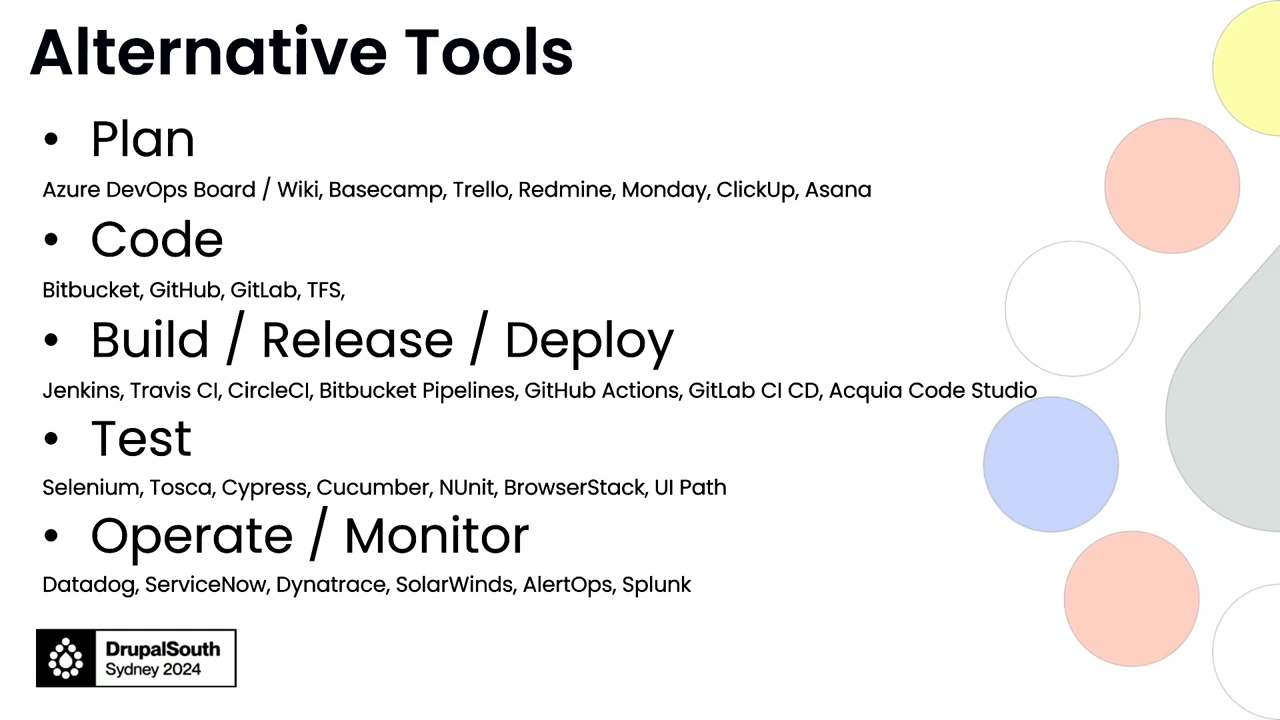 Alternative Tools
• Plan
Azure DevOps Board / Wiki, Basecamp, Trello, Redmine, Monday, ClickUp, Asana
• Code
Bitbucket, GitHub, GitLab, TFS,
• Build / Release / Deploy
Jenkins, Travis CI, CircleCI, Bitbucket Pipelines, GitHub Actions, GitLab CI CD, Acquia Code Studio
• Test
Selenium, Tosca, Cypress, Cucumber, NUnit, BrowserStack, UI Path
• Operate / Monitor
Datadog, ServiceNow, Dynatrace, SolarWinds, AlertOps, Splunk
DrupalSouth
Sydney 2024